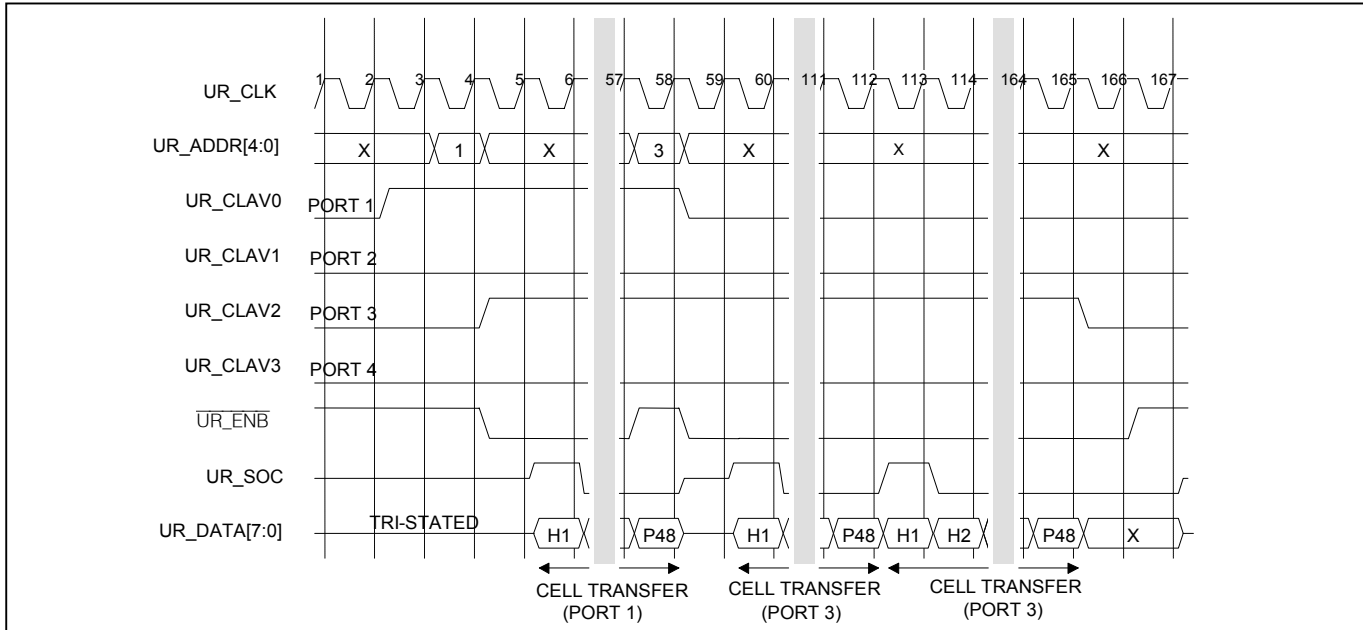 1 2 3 4 5 6 57 58 59 60 111 112 113 114 164 165 166 167
UR_CLK
UR_ADDR[4:0] X 1 X 3 X X X
UR_CLAV0 PORT 1
UR_CLAV1 PORT 2
UR_CLAV2 PORT 3
UR_CLAV3 PORT 4
UR_ENB
UR_SOC
UR_DATA[7:0] TRI-STATED H1 P48 H1 P48 H1 H2 P48 X
CELL TRANSFER
(PORT 1)
CELL TRANSFER
(PORT 3)
CELL TRANSFER
(PORT 3)